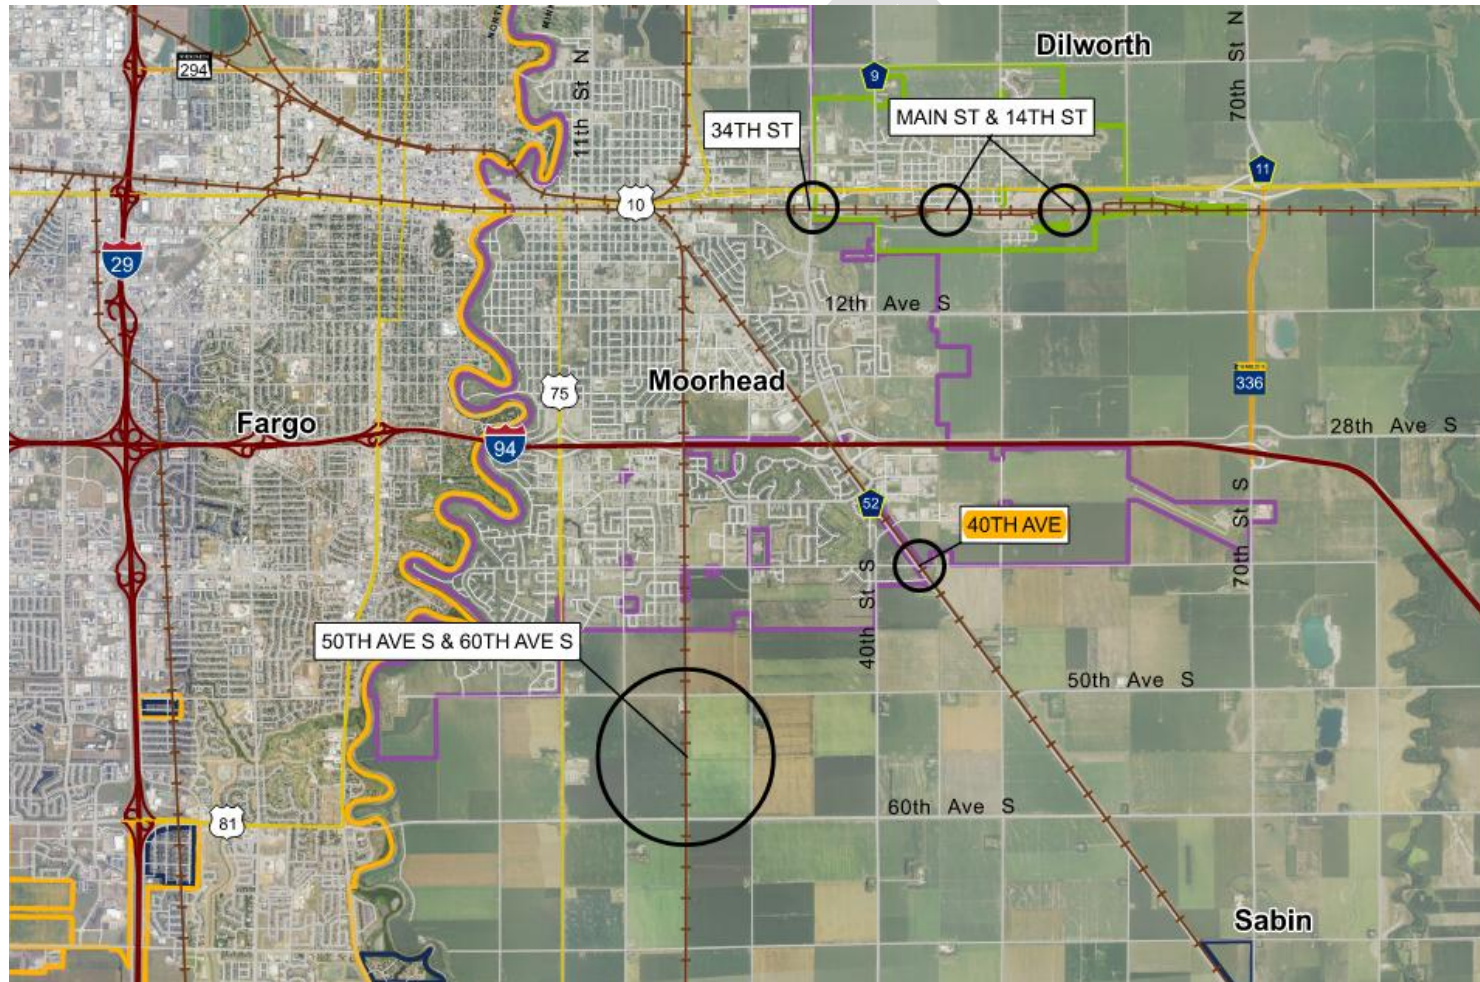 NORTH
MINN
294
11th St N
Dilworth
70th St N
9
34TH ST
MAIN ST & 14TH ST
11
10
29
12th Ave S
Moorhead
75
336
Fargo
94
28th Ave S
52
40TH AVE
70th St S
40th St S
50TH AVE S & 60TH AVE S
50th Ave S
60th Ave S
81
Sabin